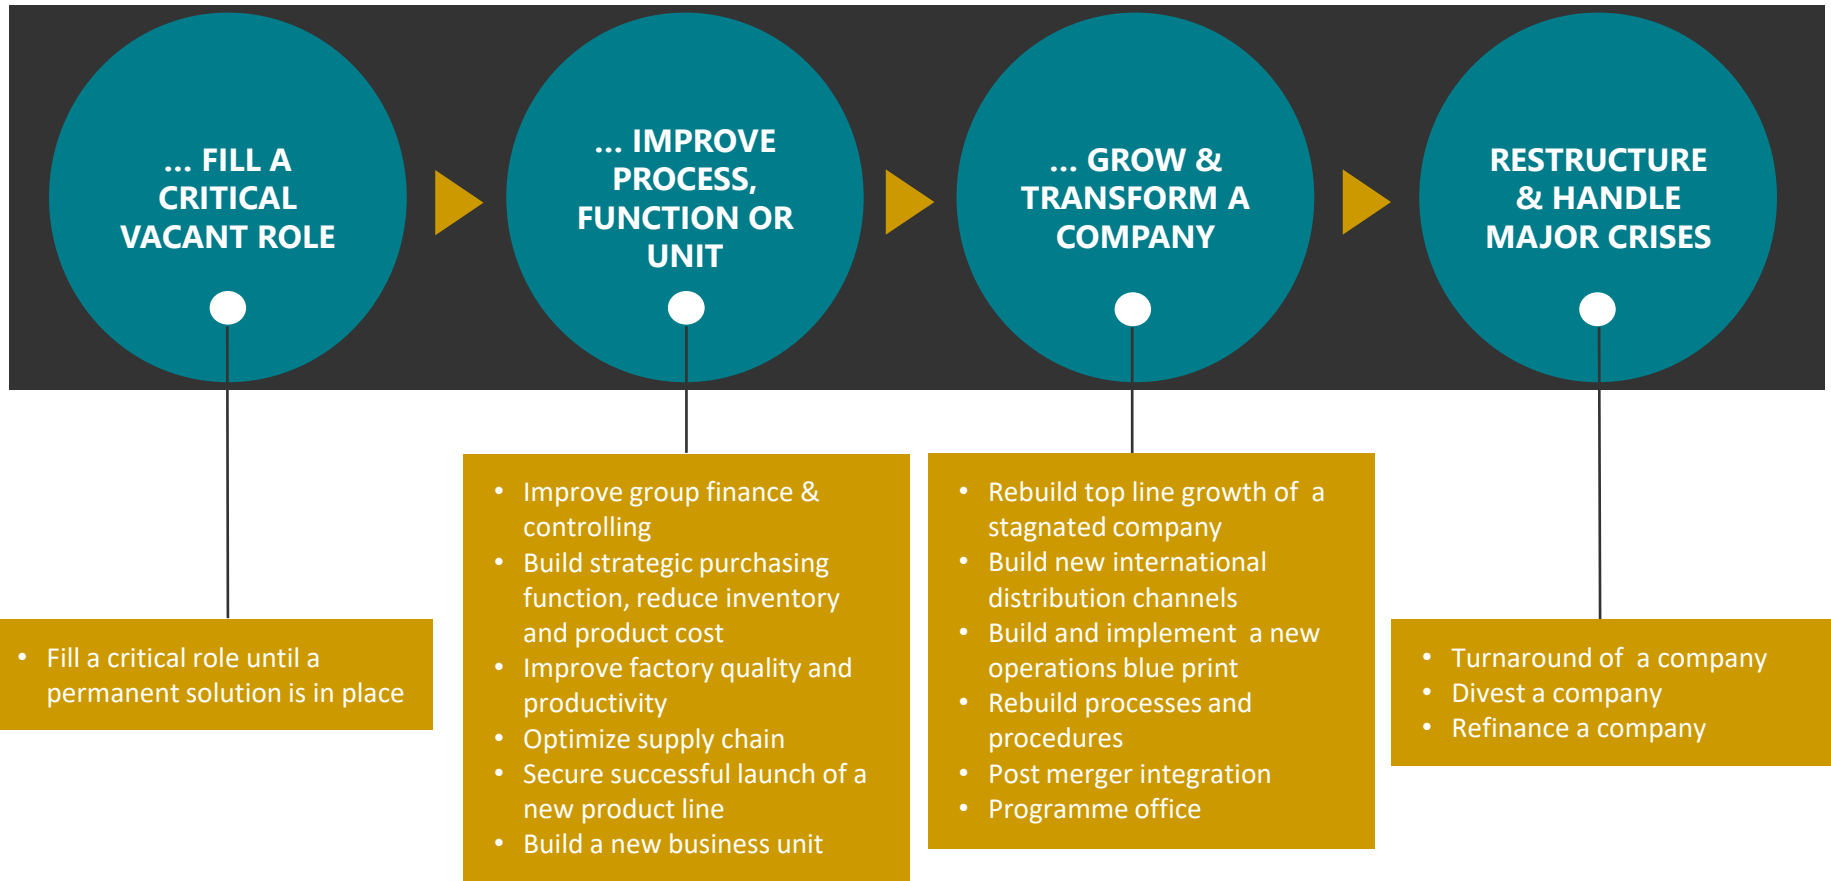 ... FILL A
CRITICAL
VACANT ROLE
... IMPROVE
PROCESS,
FUNCTION OR
UNIT
... GROW &
TRANSFORM A
COMPANY
RESTRUCTURE
& HANDLE
MAJOR CRISES
• Fill a critical role until a
permanent solution is in place
• Improve group finance &
controlling
• Build strategic purchasing
function, reduce inventory
and product cost
• Improve factory quality and
productivity
• Optimize supply chain
• Secure successful launch of a
new product line
• Build a new business unit
• Rebuild top line growth of  a
stagnated company
• Build new international
distribution channels
• Build and implement  a new
operations blue print
• Rebuild processes and
procedures
• Post merger integration
• Programme office
• Turnaround of  a company
• Divest a company
• Refinance a company